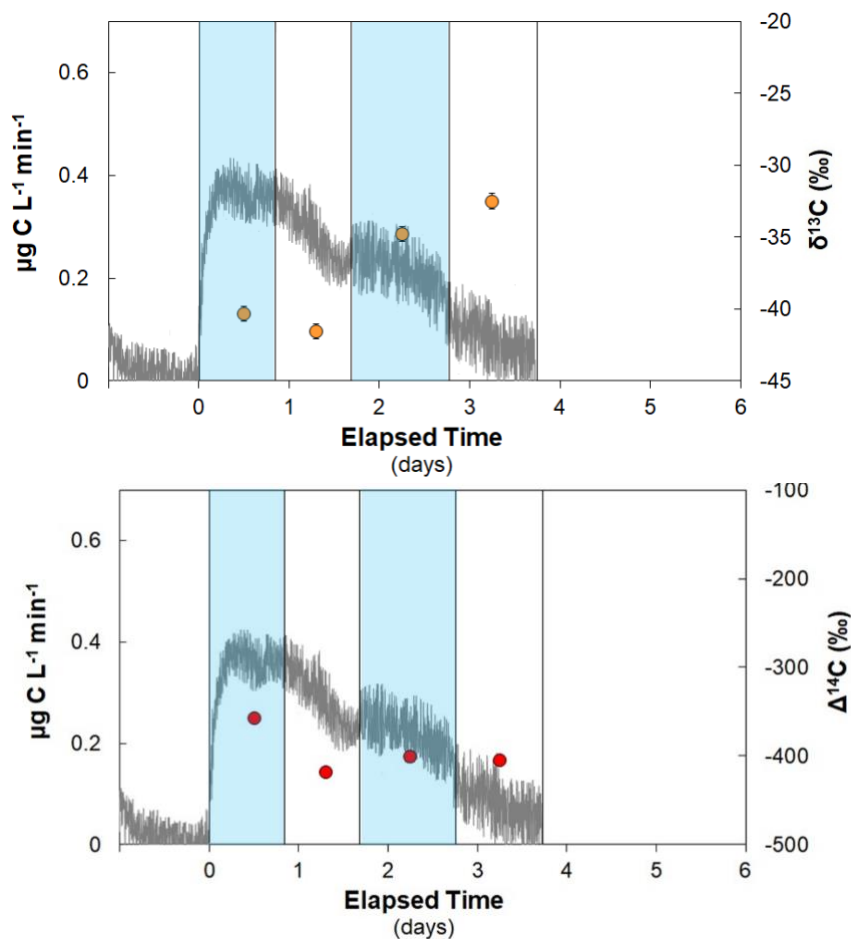 -20
0.6
-25
µg C L⁻¹ min⁻¹
0.4
-30
δ¹³C (‰)
-35
0.2
-40
0
-45
0 1 2 3 4 5 6
Elapsed Time
(days)
-100
0.6
-200
µg C L⁻¹ min⁻¹
0.4
-300
Δ¹⁴C (‰)
0.2
-400
0
-500
0 1 2 3 4 5 6
Elapsed Time
(days)